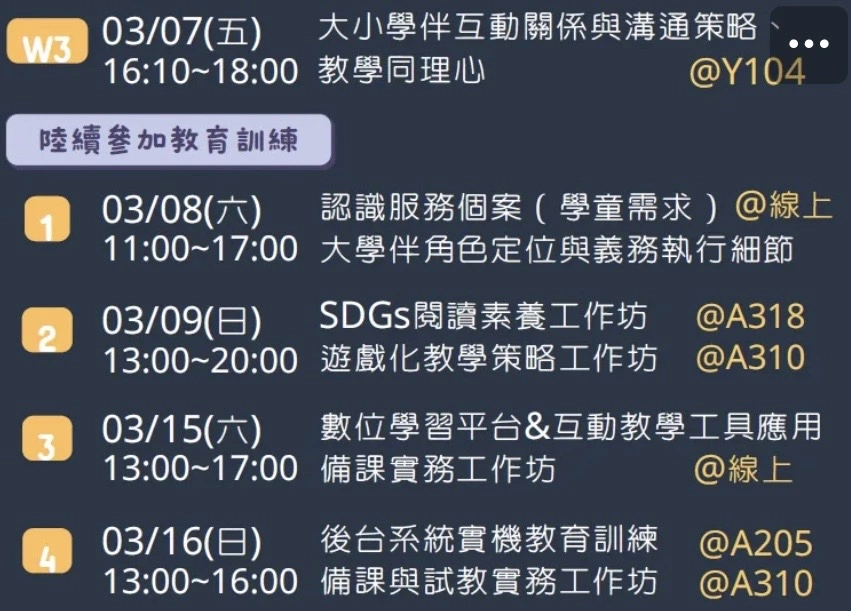 W3
03/07(五)
16:10~18:00
大小學伴互動關係與溝通策略、
教學同理心
@Y104
陸續參加教育訓練
1
03/08(六)
11:00~17:00
認識服務個案(學童需求)
@線上
大學伴角色定位與義務執行細節
2
03/09(日)
13:00~20:00
SDGs閱讀素養工作坊
@A318
遊戲化教學策略工作坊
@A310
3
03/15(六)
13:00~17:00
數位學習平台&互動教學工具應用
備課實務工作坊
@線上
4
03/16(日)
13:00~16:00
後台系統實機教育訓練
@A205
備課與試教實務工作坊
@A310